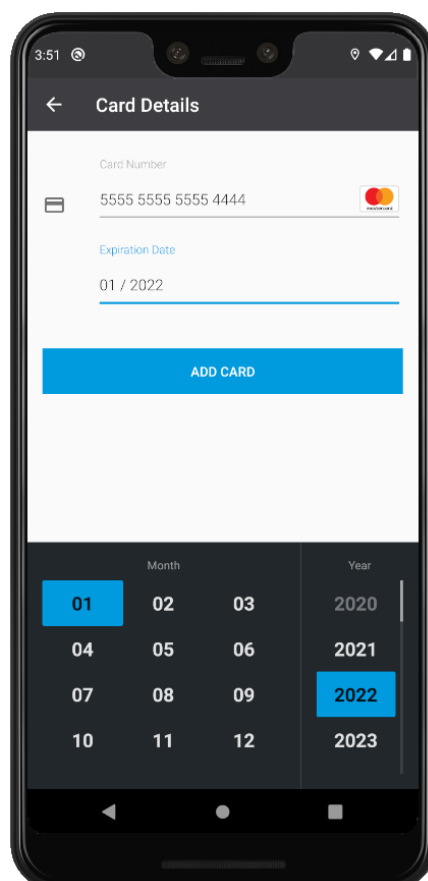 3:51
Card Details
Card Number
5555 5555 5555 4444
mastercard
Expiration Date
01 / 2022
ADD CARD
Month Year
01 02 03 2020
04 05 06 2021
07 08 09 2022
10 11 12 2023